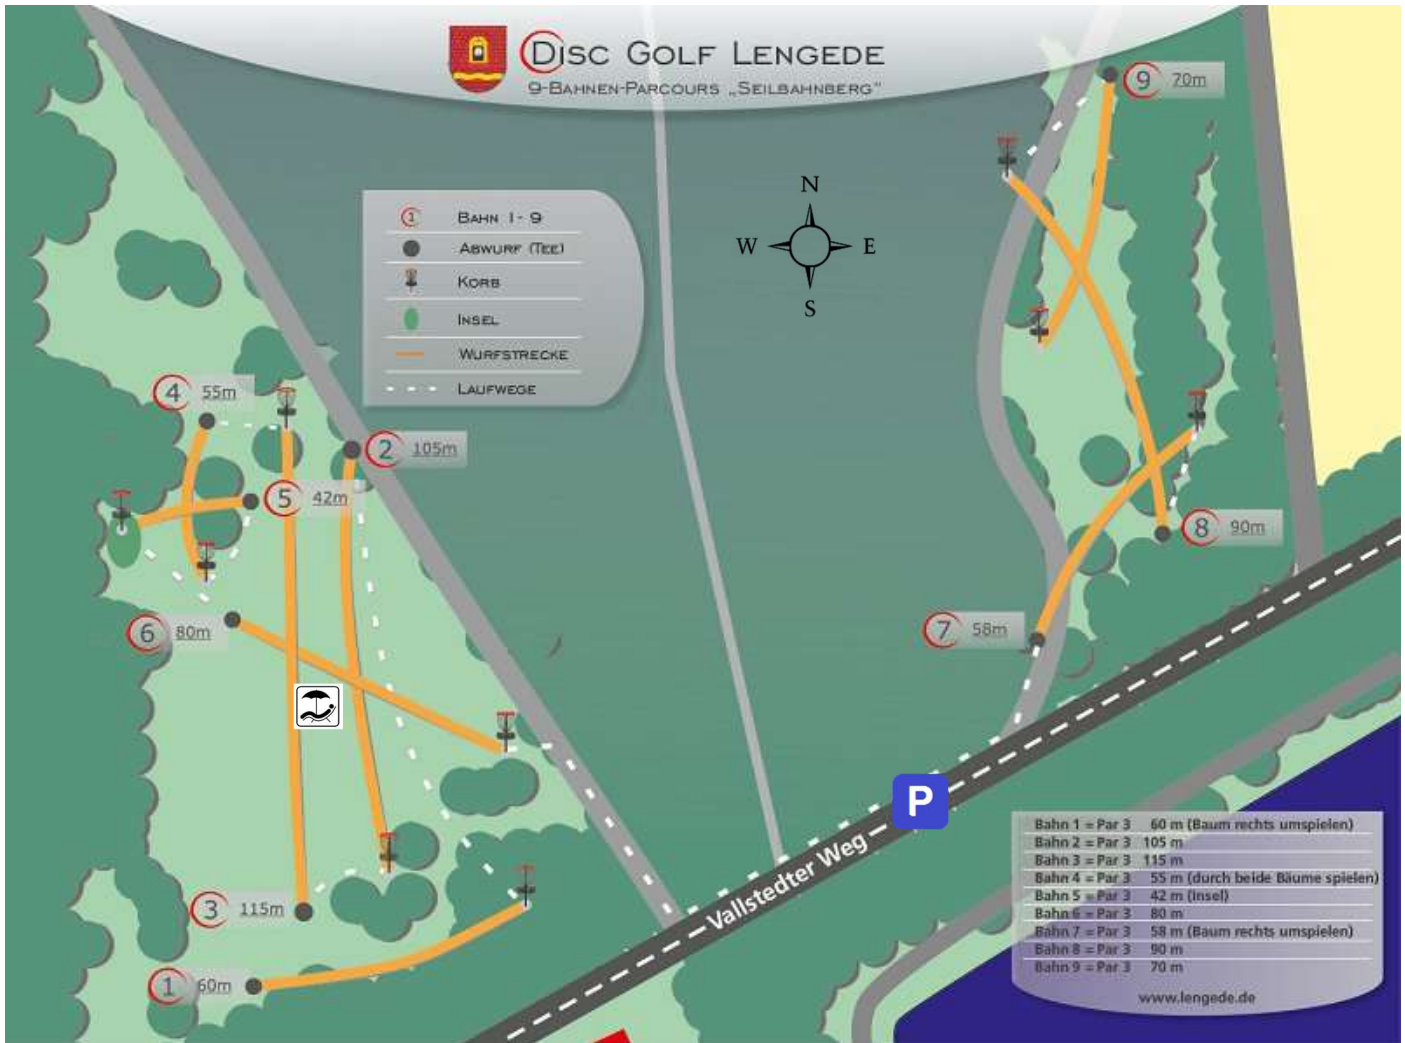 Disc Golf Lengede
9-Bahnen-Parcours „Seilbahnberg“
9 70m
N
W E
S
1 Bahn 1-9
Abwurf (Tee)
Korb
Insel
Wurfstrecke
Laufwege
4 55m
2 105m
5 42m
8 90m
6 80m
7 58m
P
Vallstedter Weg
3 115m
1 60m
Bahn 1 = Par 3 60 m (Baum rechts umspielen)
Bahn 2 = Par 3 105 m
Bahn 3 = Par 3 115 m
Bahn 4 = Par 3 55 m (durch beide Bäume spielen)
Bahn 5 = Par 3 42 m (Insel)
Bahn 6 = Par 3 80 m
Bahn 7 = Par 3 58 m (Baum rechts umspielen)
Bahn 8 = Par 3 90 m
Bahn 9 = Par 3 70 m
www.lengede.de